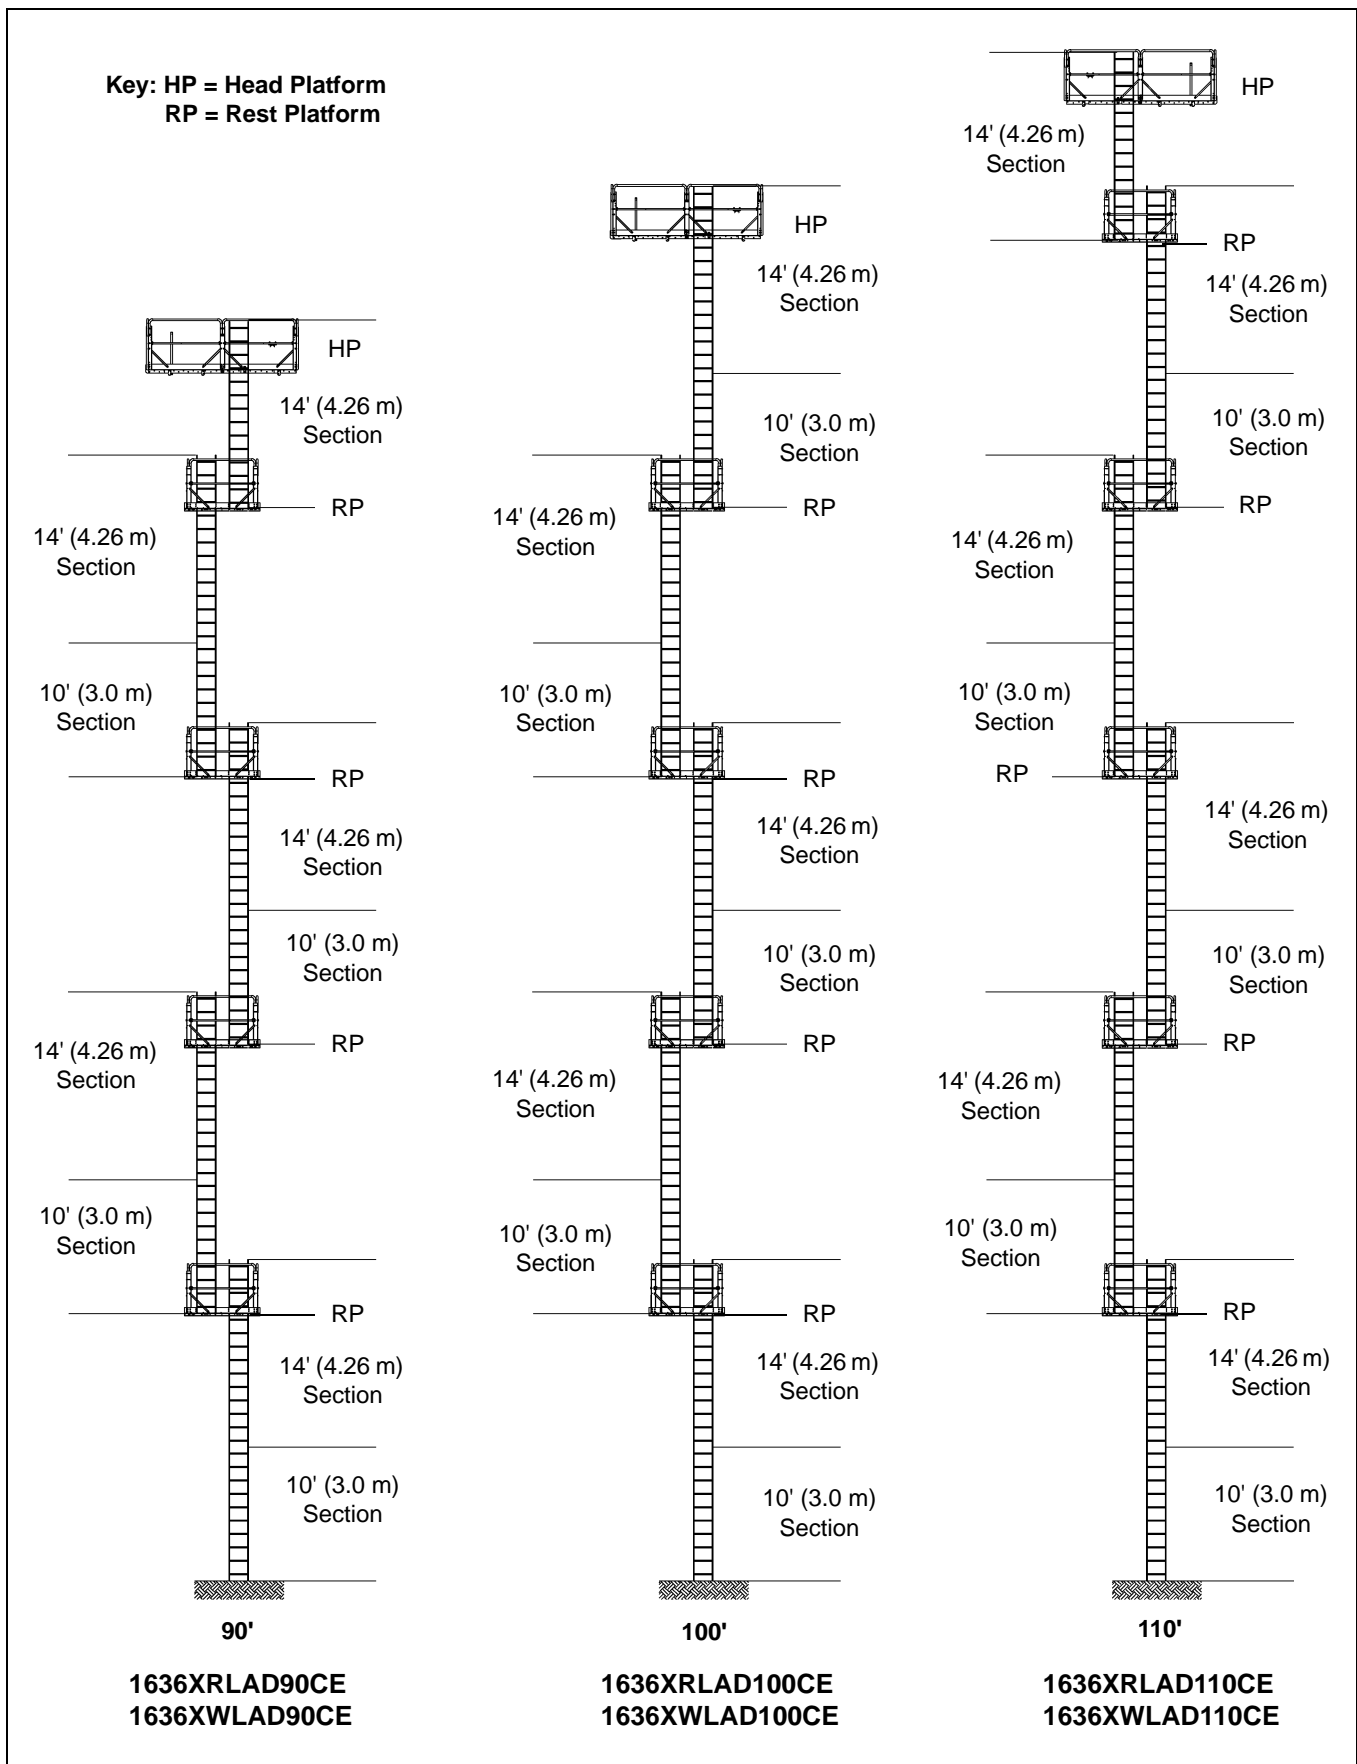 Key: HP = Head Platform
RP = Rest Platform
HP
14' (4.26 m)
Section
RP
14' (4.26 m)
Section
10' (3.0 m)
Section
RP
14' (4.26 m)
Section
10' (3.0 m)
Section
RP
14' (4.26 m)
Section
10' (3.0 m)
Section
RP
14' (4.26 m)
Section
10' (3.0 m)
Section
90'
1636XRLAD90CE
1636XWLAD90CE
HP
14' (4.26 m)
Section
10' (3.0 m)
Section
RP
14' (4.26 m)
Section
10' (3.0 m)
Section
RP
14' (4.26 m)
Section
10' (3.0 m)
Section
RP
14' (4.26 m)
Section
10' (3.0 m)
Section
RP
14' (4.26 m)
Section
10' (3.0 m)
Section
100'
1636XRLAD100CE
1636XWLAD100CE
HP
14' (4.26 m)
Section
RP
14' (4.26 m)
Section
10' (3.0 m)
Section
RP
14' (4.26 m)
Section
10' (3.0 m)
Section
RP
14' (4.26 m)
Section
10' (3.0 m)
Section
RP
14' (4.26 m)
Section
10' (3.0 m)
Section
RP
14' (4.26 m)
Section
10' (3.0 m)
Section
110'
1636XRLAD110CE
1636XWLAD110CE